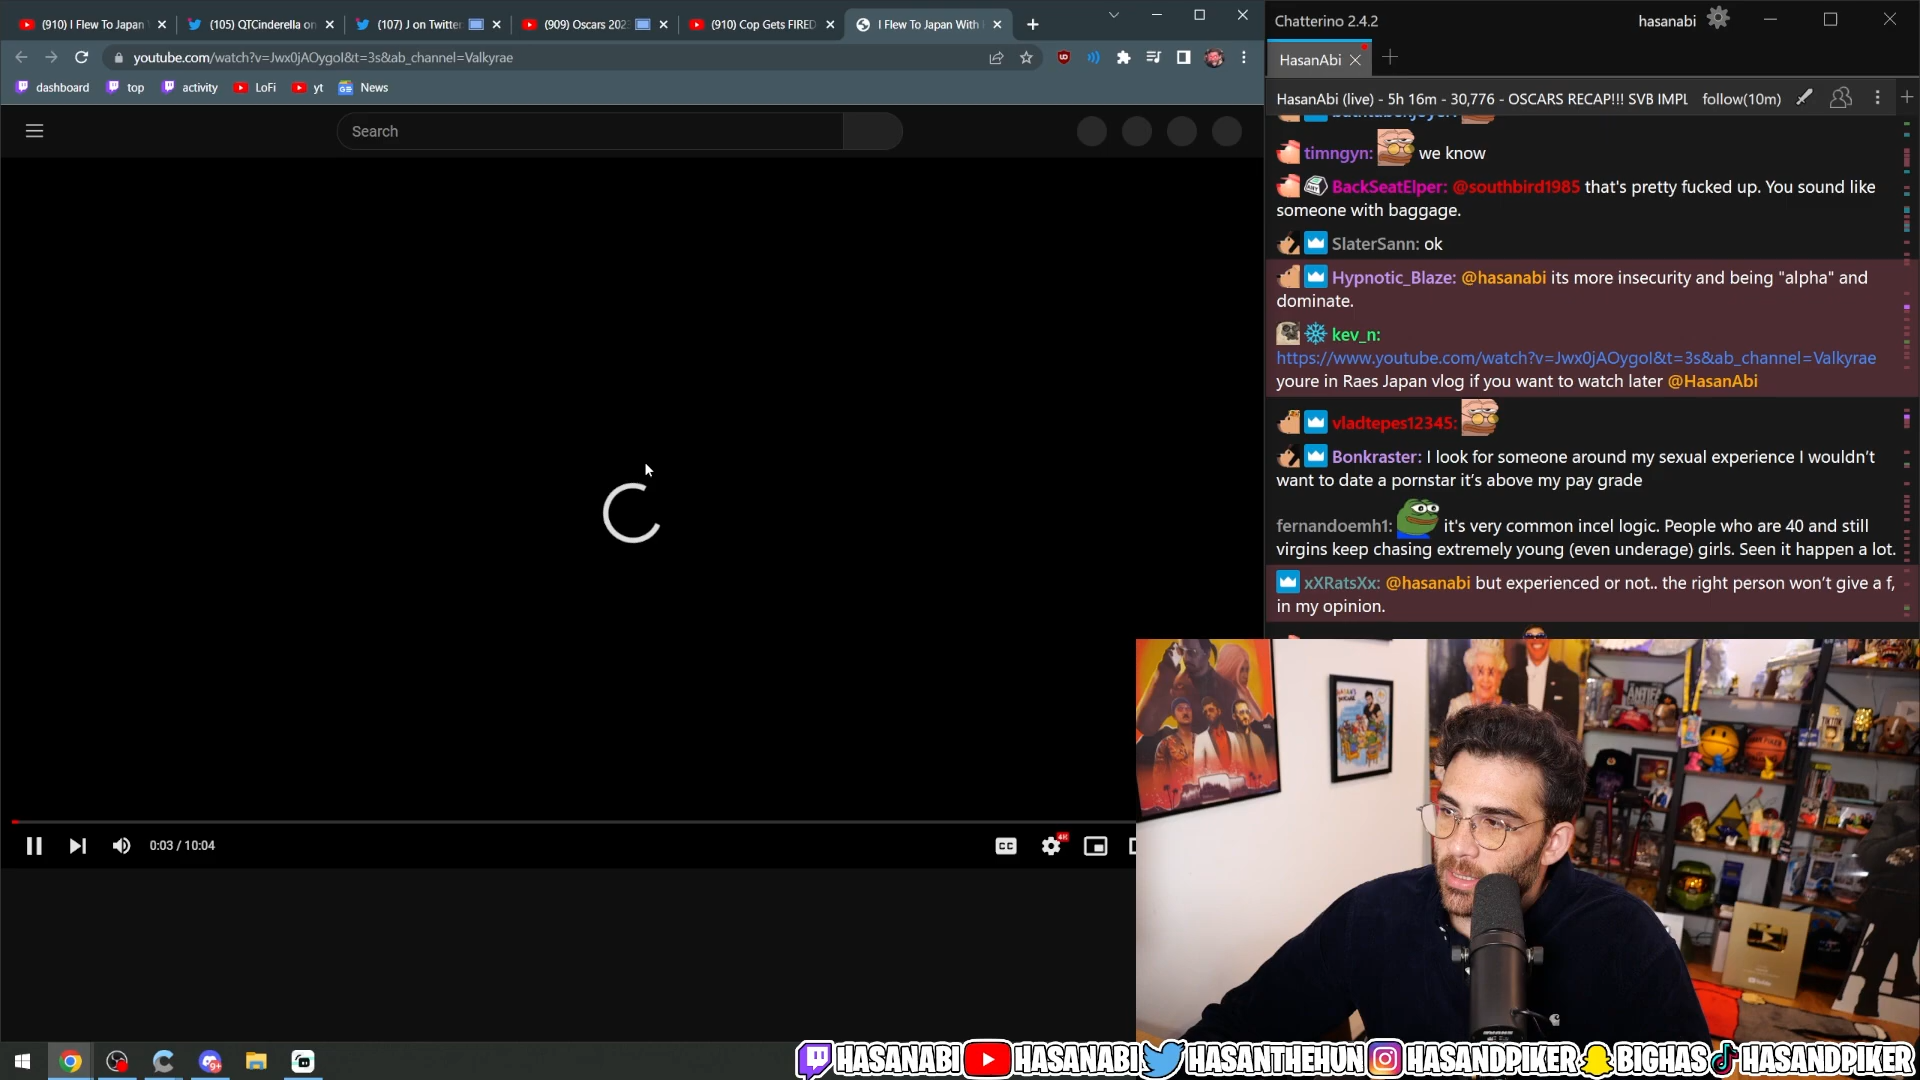 (910) I Flew To Japan
(105) QTCinderella on
(107) J on Twitter
(909) Oscars 202
(910) Cop Gets FIRED
I Flew To Japan With
youtube.com/watch?v=Jwx0jAOygoI&t=3s&ab_channel=Valkyrae
dashboard
top
activity
LoFi
yt
News
Search
0:03 / 10:04
CC
4K
Chatterino 2.4.2
hasanabi
HasanAbi
HasanAbi (live) - 5h 16m - 30,776 - OSCARS RECAP!!! SVB IMPL
follow(10m)
timngyn: we know
BackSeatElper: @southbird1985 that's pretty fucked up. You sound like
someone with baggage.
SlaterSann: ok
Hypnotic_Blaze: @hasanabi its more insecurity and being "alpha" and
dominate.
kev_n:
https://www.youtube.com/watch?v=Jwx0jAOygoI&t=3s&ab_channel=Valkyrae
youre in Raes Japan vlog if you want to watch later @HasanAbi
vladtepes12345:
Bonkraster: I look for someone around my sexual experience I wouldn't
want to date a pornstar it's above my pay grade
fernandoemh1: it's very common incel logic. People who are 40 and still
virgins keep chasing extremely young (even underage) girls. Seen it happen a lot.
xXRatsXx: @hasanabi but experienced or not.. the right person won't give a f,
in my opinion.
HASANABI HASANABI HASANTHEHUN HASANDPIKER BIGHAS HASANDPIKER